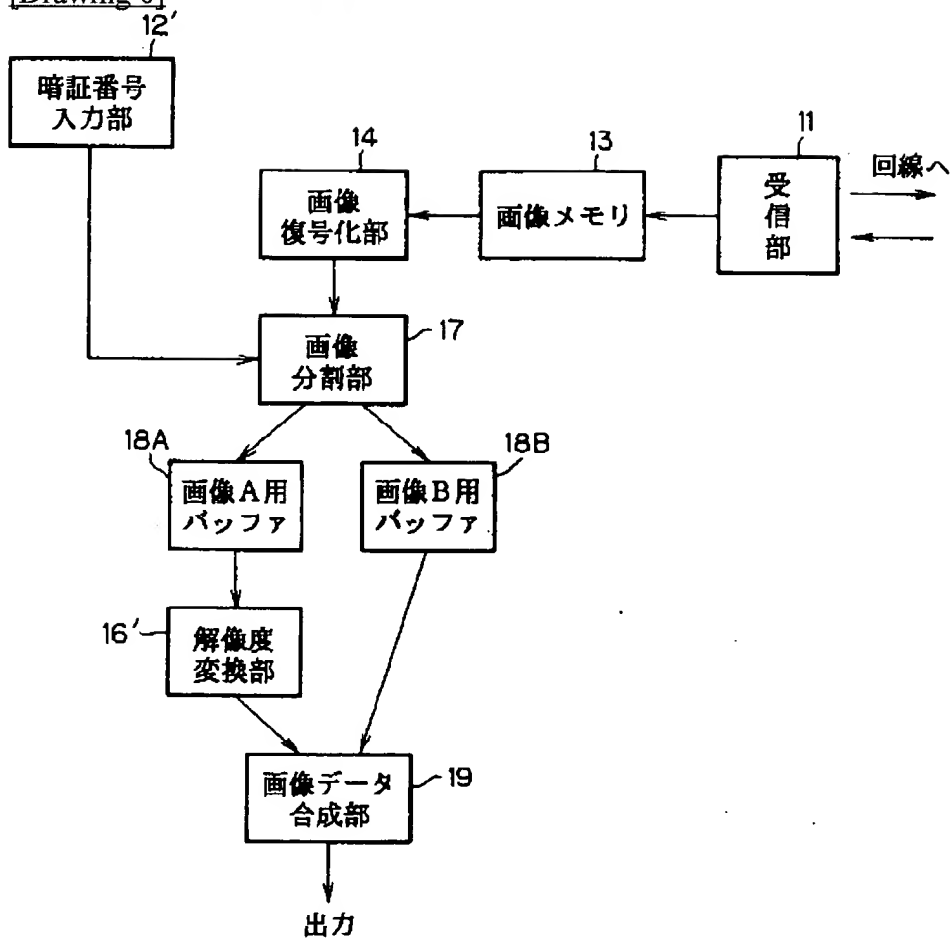 12′
暗証番号
入力部
14
画像
復号化部
13
画像メモリ
11
受
信
部
回線へ
17
画像
分割部
18A
画像A用
バッファ
18B
画像B用
バッファ
16′
解像度
変換部
19
画像データ
合成部
出力